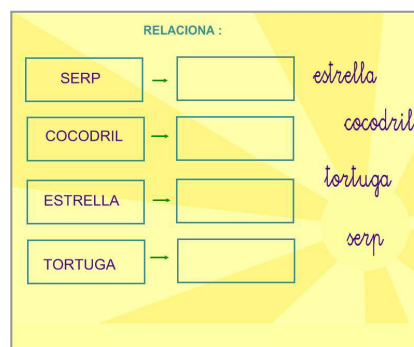 RELACIONA :
SERP
estrella
COCODRIL
cocodril
ESTRELLA
tortuga
TORTUGA
serp